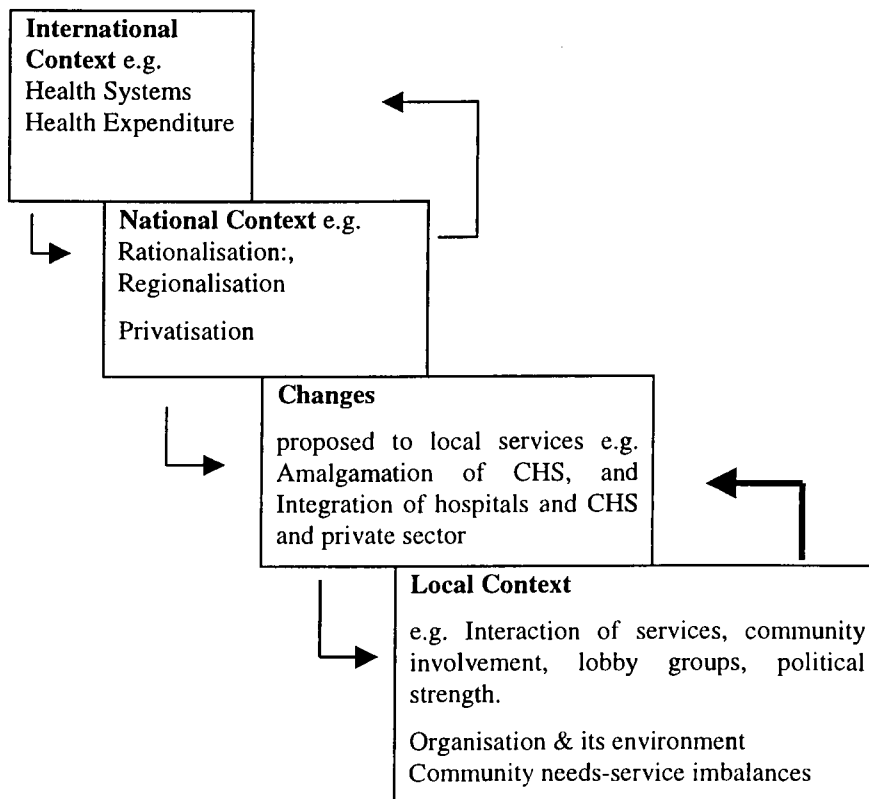 International
Context e.g.
Health Systems
Health Expenditure
National Context e.g.
Rationalisation:,
Regionalisation
Privatisation
Changes
proposed to local services e.g.
Amalgamation of CHS, and
Integration of hospitals and CHS
and private sector
Local Context
e.g. Interaction of services, community
involvement, lobby groups, political
strength.
Organisation & its environment
Community needs-service imbalances